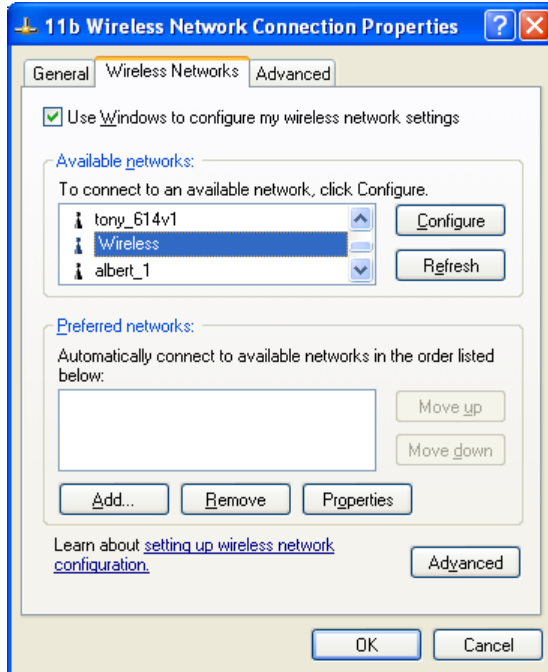 11b Wireless Network Connection Properties
General Wireless Networks Advanced
Use Windows to configure my wireless network settings
Available networks:
To connect to an available network, click Configure.
tony_614v1
Wireless
albert_1
Configure
Refresh
Preferred networks:
Automatically connect to available networks in the order listed
below:
Move up
Move down
Add... Remove Properties
Learn about setting up wireless network
configuration.
Advanced
OK Cancel